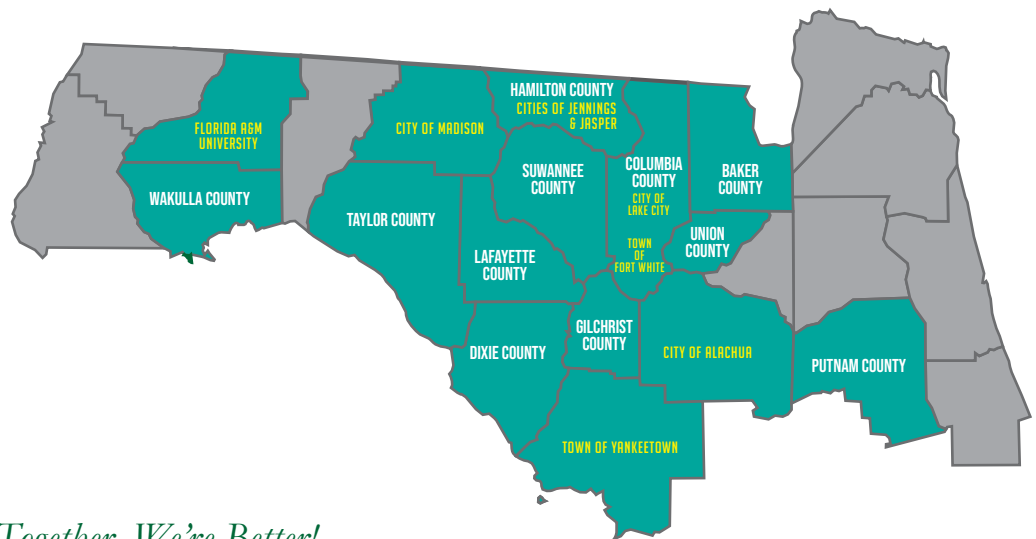 HAMILTON COUNTY
CITIES OF JENNINGS
& JASPER
FLORIDA A&M
UNIVERSITY
CITY OF MADISON
SUWANNEE
COUNTY
COLUMBIA
COUNTY
CITY OF
LAKE CITY
BAKER
COUNTY
WAKULLA COUNTY
TAYLOR COUNTY
UNION
COUNTY
TOWN
OF
FORT WHITE
LAFAYETTE
COUNTY
GILCHRIST
COUNTY
DIXIE COUNTY
CITY OF ALACHUA
PUTNAM COUNTY
TOWN OF YANKEETOWN
Together, We're Better!